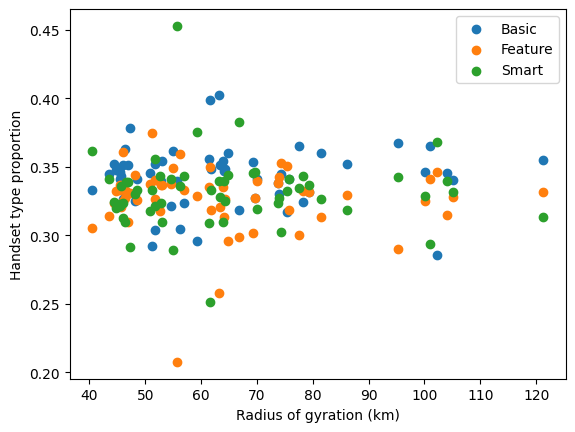 Basic
Feature
Smart
Handset type proportion
0.45
0.40
0.35
0.30
0.25
0.20
40 50 60 70 80 90 100 110 120
Radius of gyration (km)